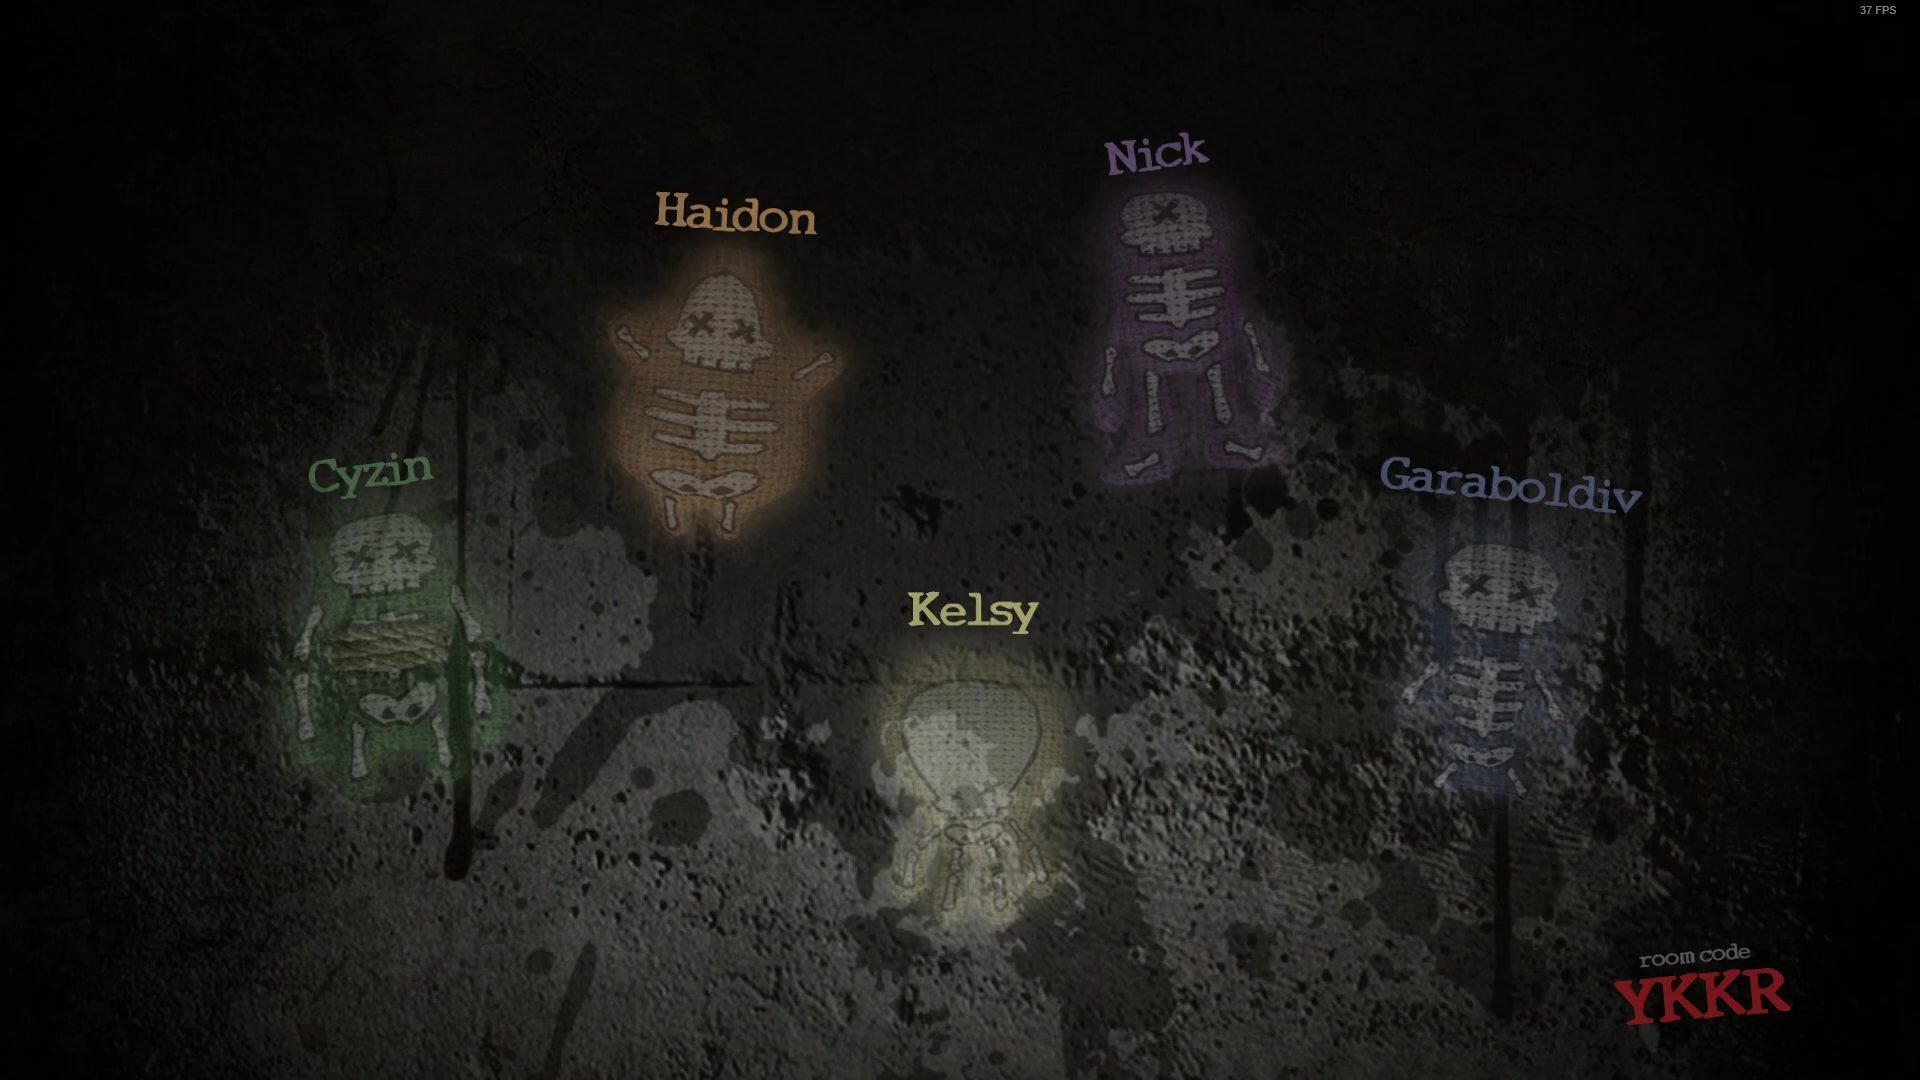 37 FPS
Nick
Haidon
Cyzin
Garaboldiv
Kelsy
room code
YKKR